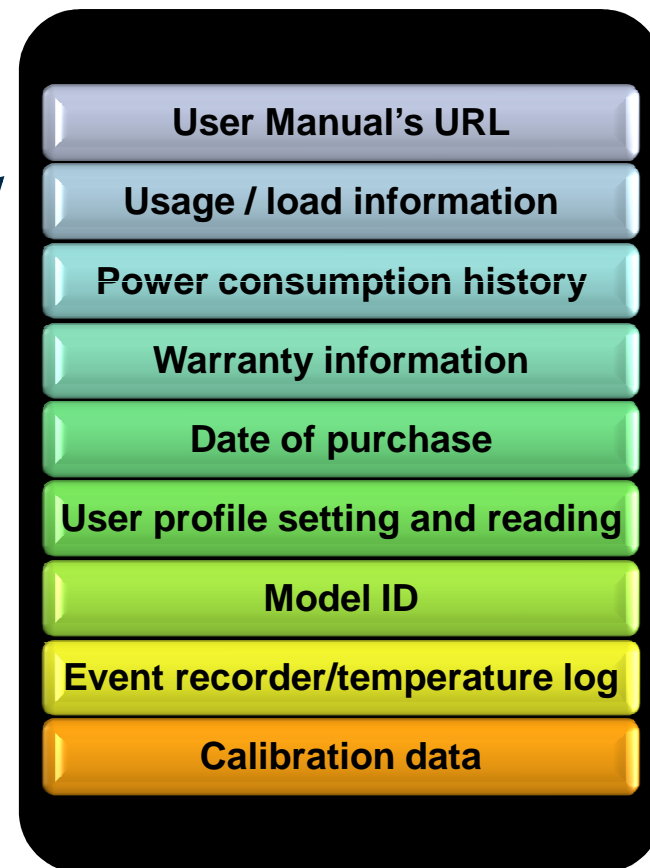 User Manual’s URL
Usage / load information
Power consumption history
Warranty information
Date of purchase
User profile setting and reading
Model ID
Event recorder/temperature log
Calibration data